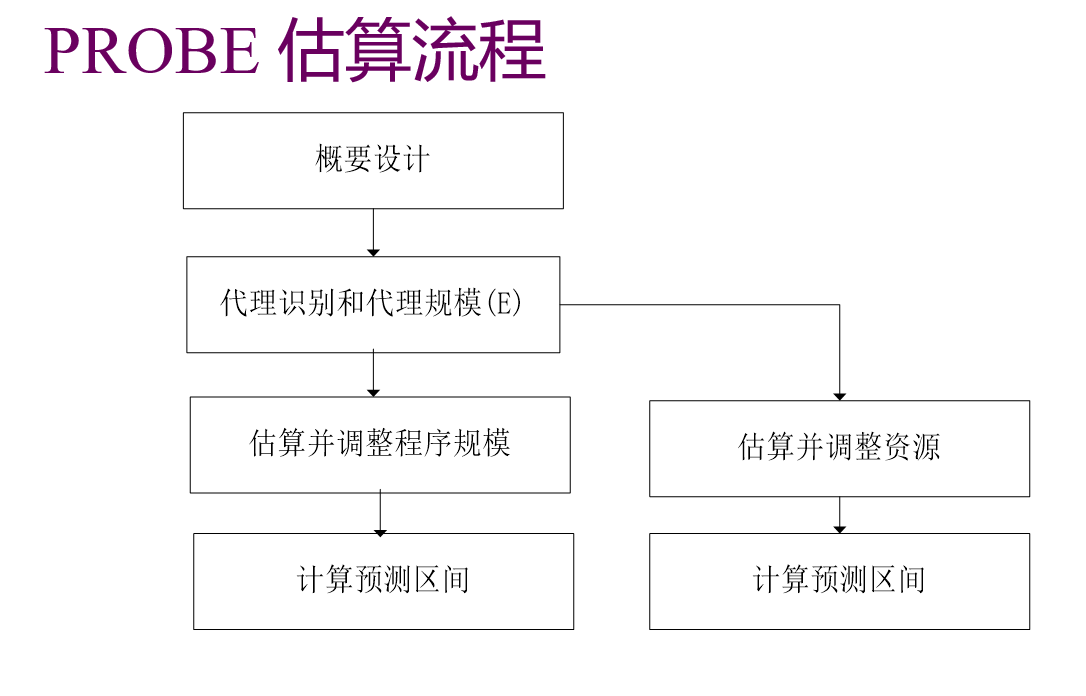 PROBE 估算流程
概要设计
代理识别和代理规模(E)
估算并调整程序规模
估算并调整资源
计算预测区间
计算预测区间